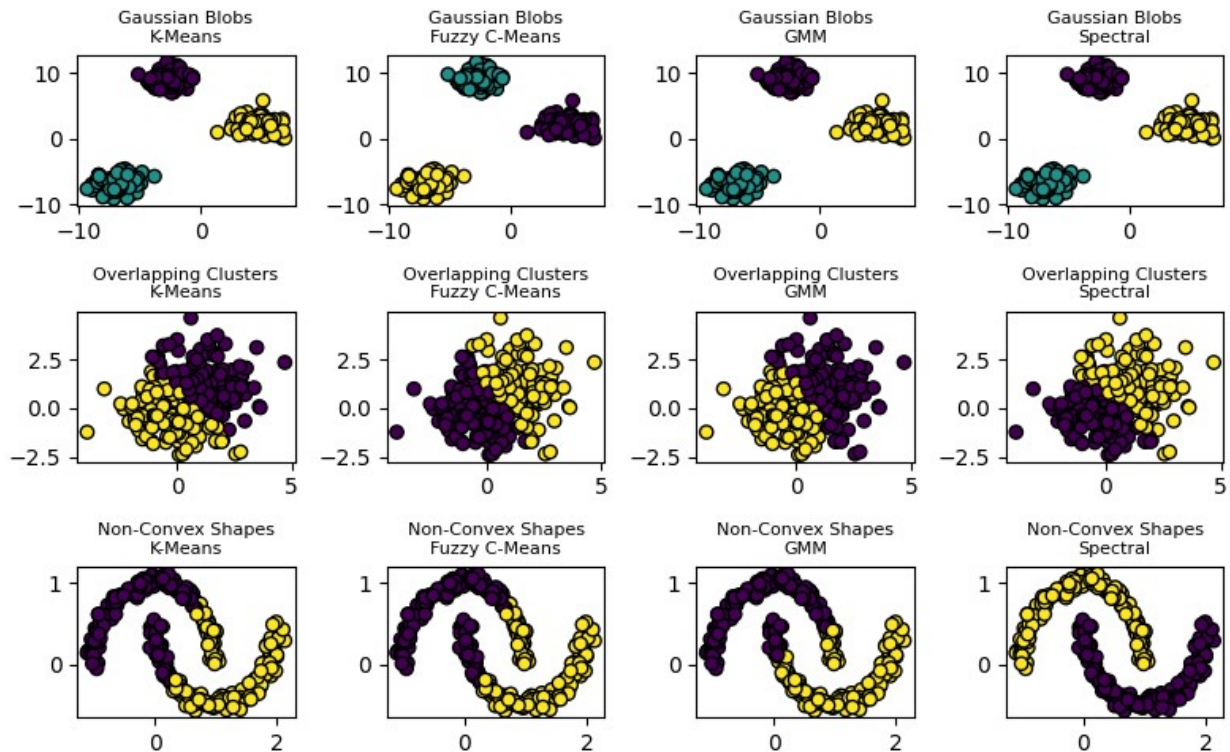 Gaussian Blobs
K-Means
Gaussian Blobs
Fuzzy C-Means
Gaussian Blobs
GMM
Gaussian Blobs
Spectral
10
0
−10
−10
0
10
0
−10
−10
0
10
0
−10
−10
0
10
0
−10
−10
0
Overlapping Clusters
K-Means
Overlapping Clusters
Fuzzy C-Means
Overlapping Clusters
GMM
Overlapping Clusters
Spectral
2.5
0.0
−2.5
0
5
2.5
0.0
−2.5
0
5
2.5
0.0
−2.5
0
5
2.5
0.0
−2.5
0
5
Non-Convex Shapes
K-Means
Non-Convex Shapes
Fuzzy C-Means
Non-Convex Shapes
GMM
Non-Convex Shapes
Spectral
1
0
0
2
1
0
0
2
1
0
0
2
1
0
0
2